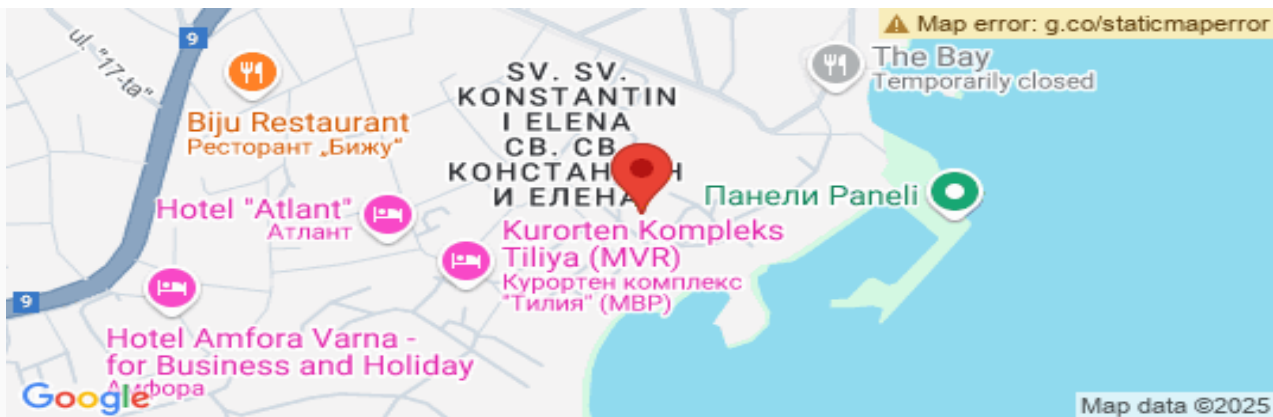 Map error: g.co/staticmaperror
9
ul. "17-ta"
Biju Restaurant
Ресторант „Бижу“
SV. SV.
KONSTANTIN
I ELENA
СВ. СВ.
И ЕЛЕНА
The Bay
Temporarily closed
Панели Paneli
Hotel "Atlant"
Атлант
Kurorten Kompleks
Tiliya (MVR)
Курортен комплекс
"Тилия" (МВР)
9
Hotel Amfora Varna -
for Business and Holiday
Google
Map data ©2025